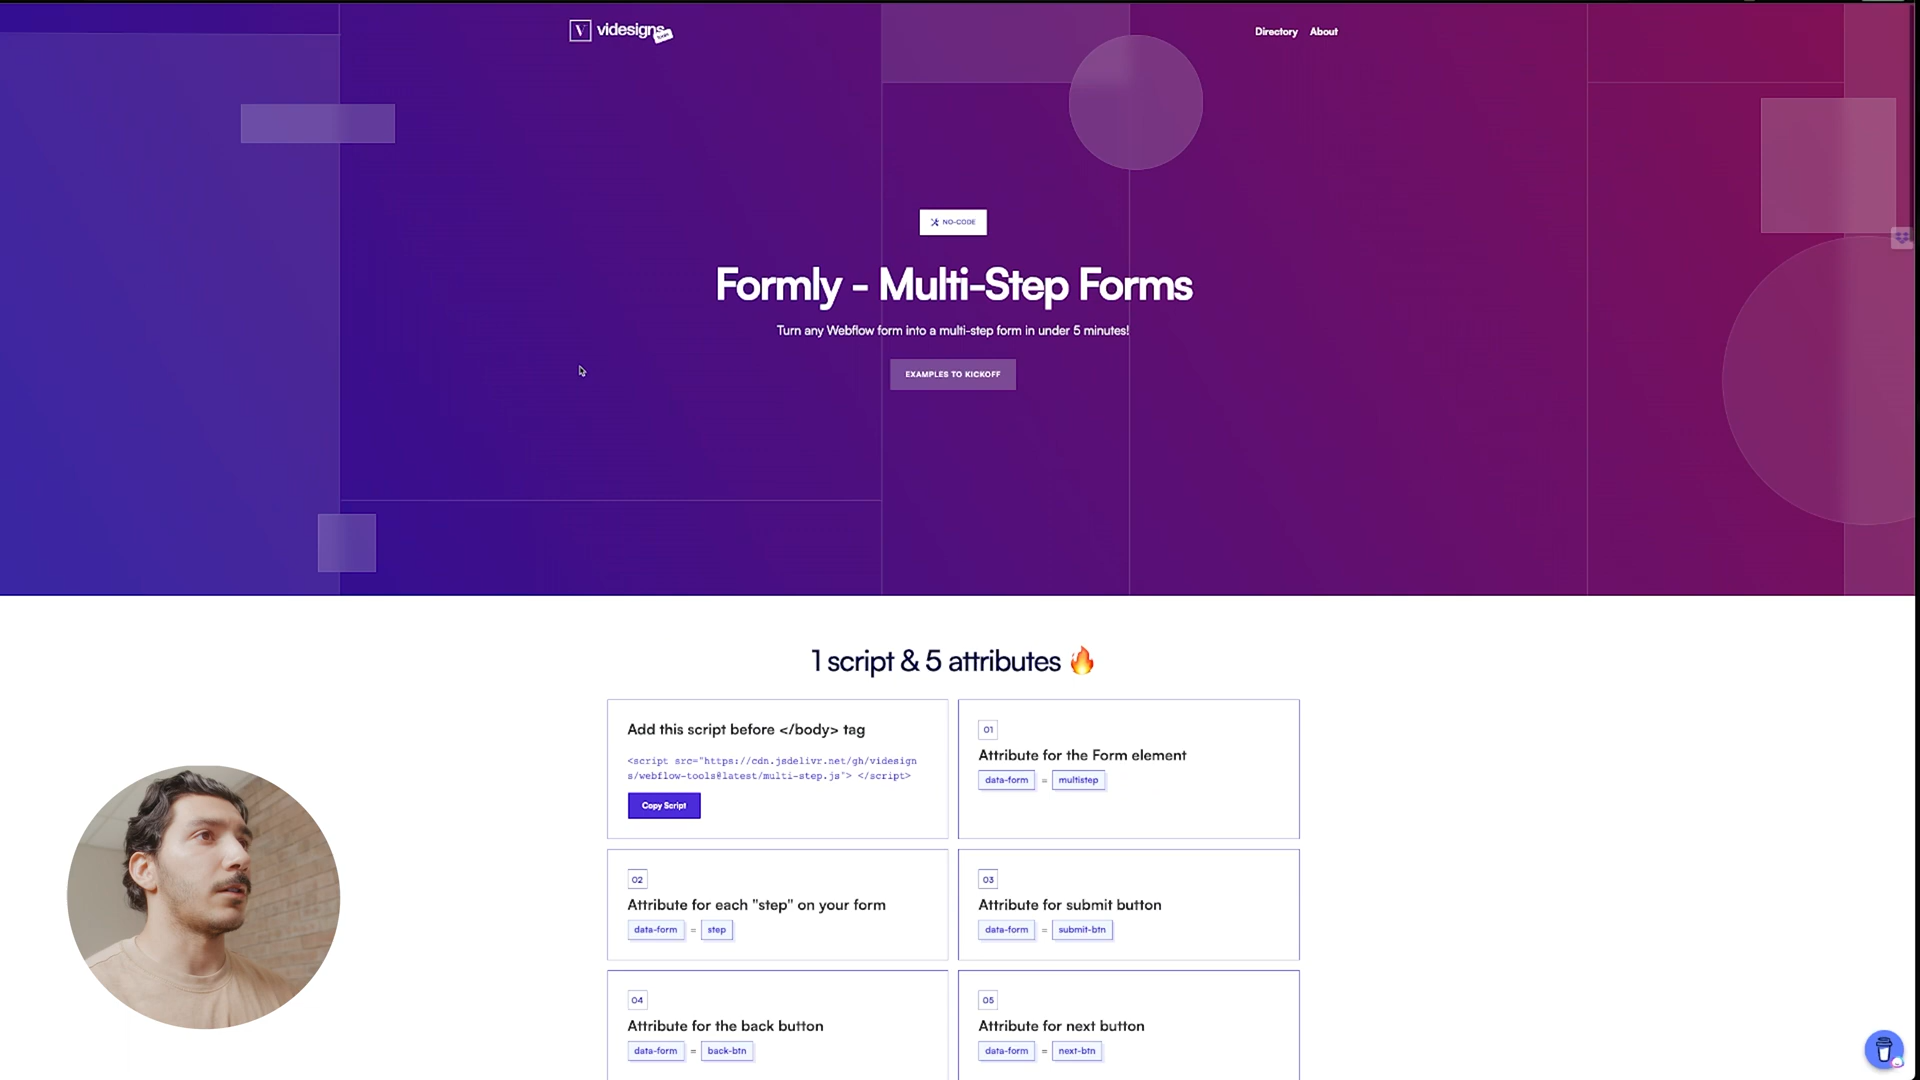 V videsigns
Directory About
NO-CODE
Formly - Multi-Step Forms
Turn any Webflow form into a multi-step form in under 5 minutes!
EXAMPLES TO KICKOFF
1 script & 5 attributes 🔥
Add this script before </body> tag
<script src="https://cdn.jsdelivr.net/gh/videsign
s/webflow-tools@latest/multi-step.js"> </script>
Copy Script
01
Attribute for the Form element
data-form = multistep
02
Attribute for each "step" on your form
data-form = step
03
Attribute for submit button
data-form = submit-btn
04
Attribute for the back button
data-form = back-btn
05
Attribute for next button
data-form = next-btn